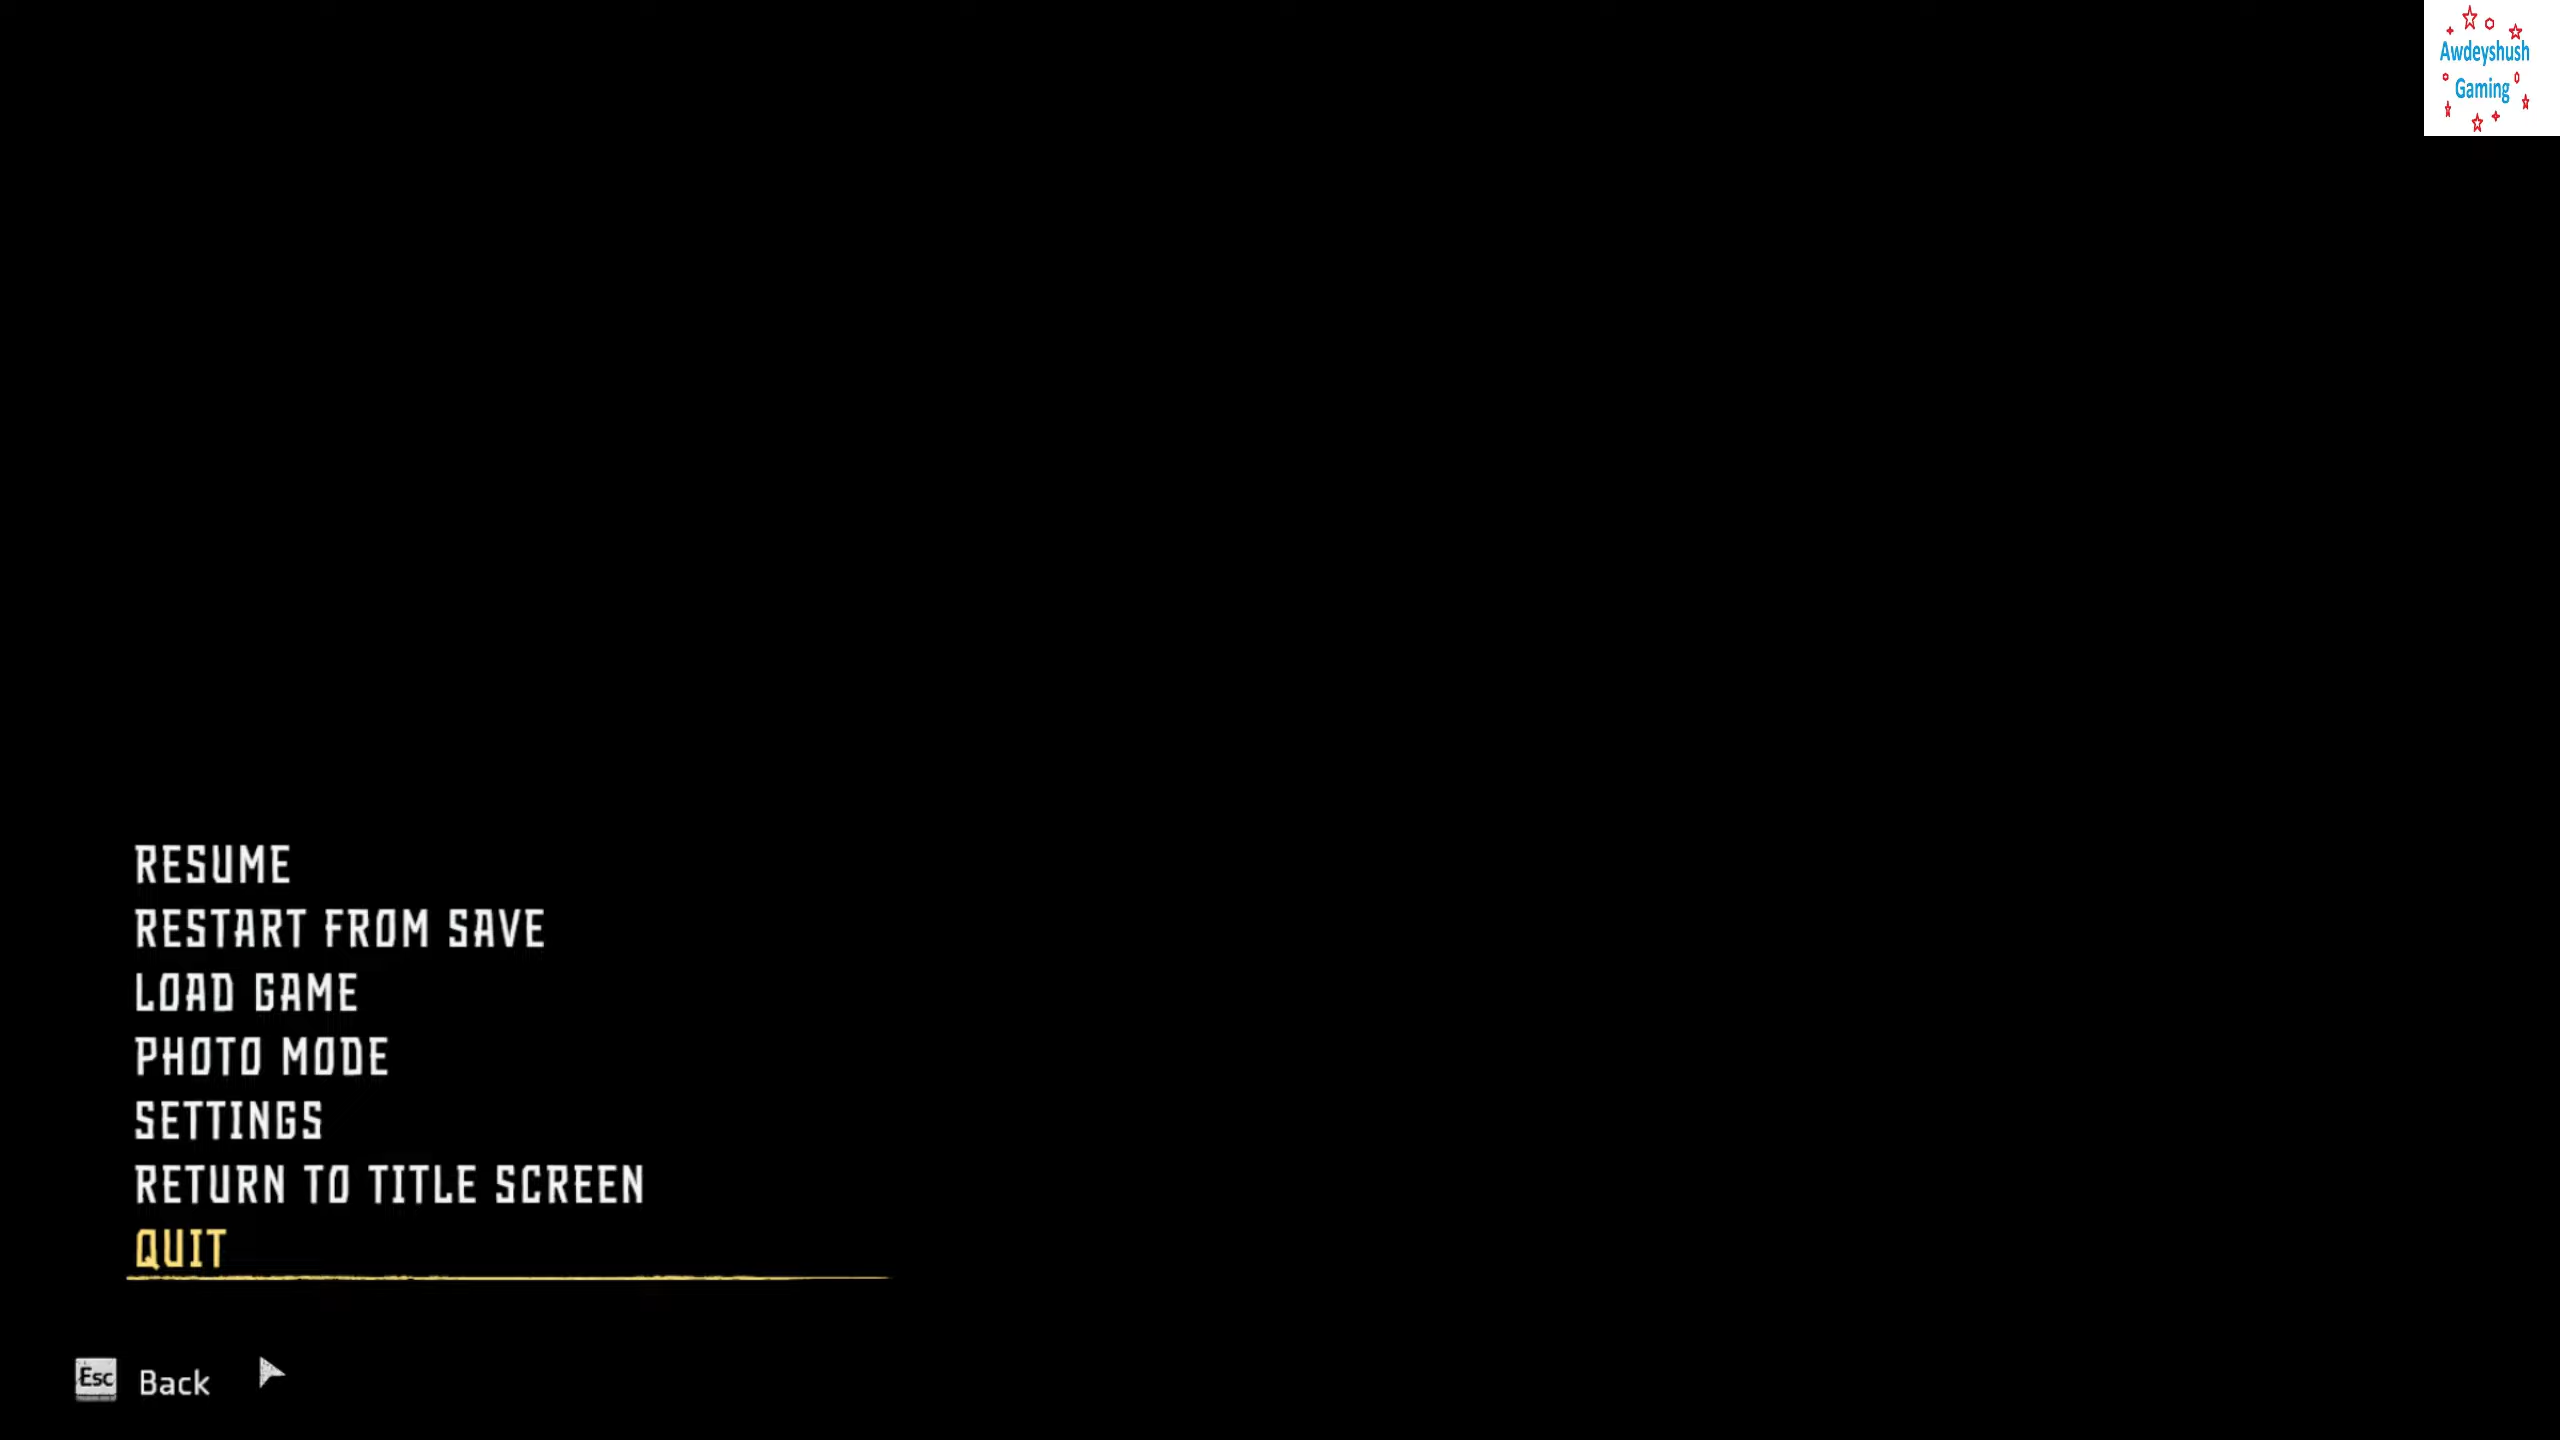 Awdeyshush
Gaming
RESUME
RESTART FROM SAVE
LOAD GAME
PHOTO MODE
SETTINGS
RETURN TO TITLE SCREEN
QUIT
Esc Back